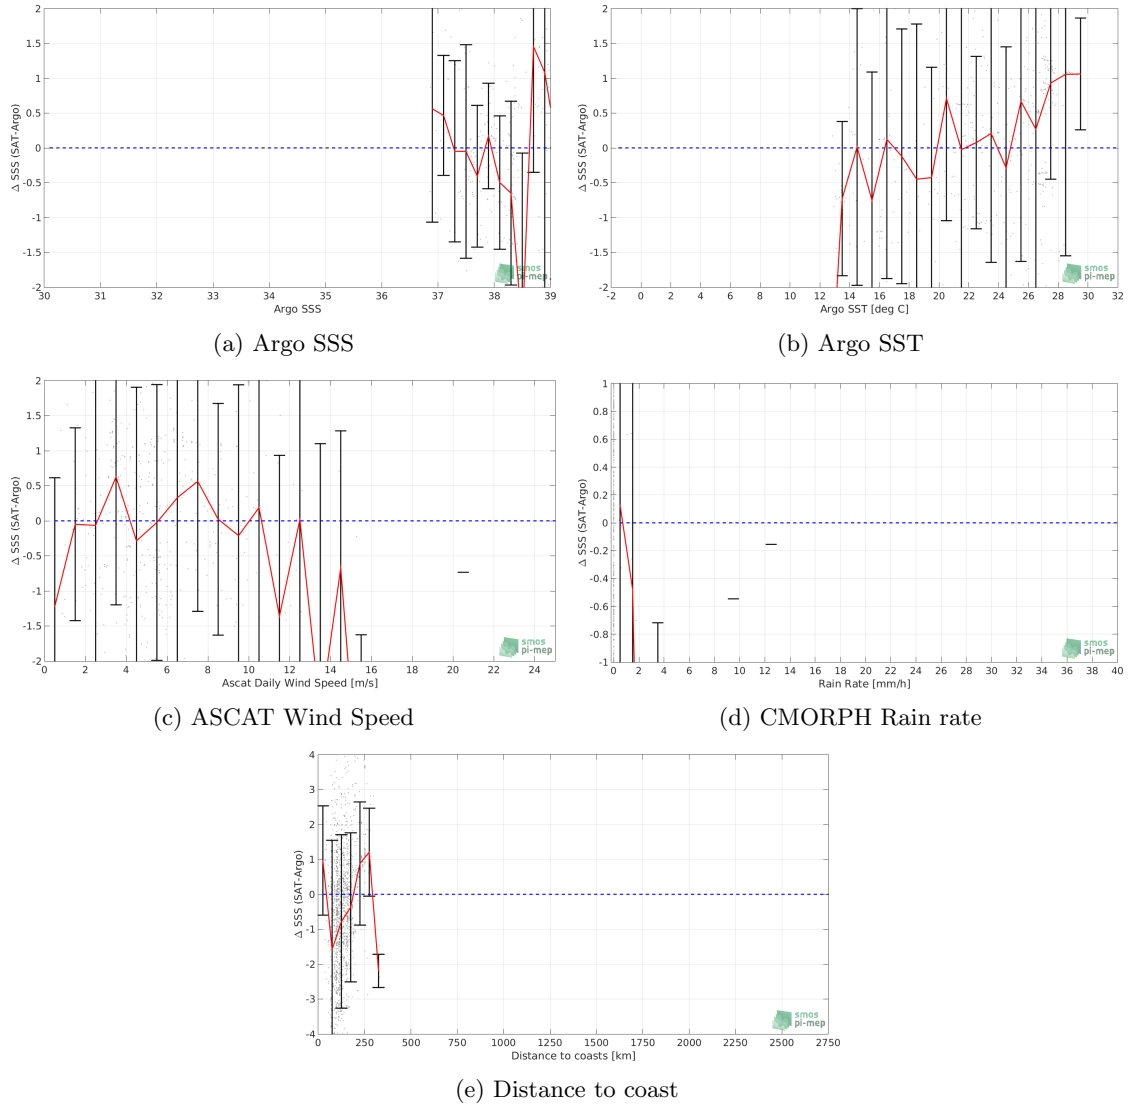 2
1.5
1
0.5
0
-0.5
-1
-1.5
-2
Δ SSS (SAT-Argo)
30 31 32 33 34 35 36 37 38 39
Argo SSS
smos
pi-mep
(a) Argo SSS
2
1.5
1
0.5
0
-0.5
-1
-1.5
-2
Δ SSS (SAT-Argo)
-2 0 2 4 6 8 10 12 14 16 18 20 22 24 26 28 30 32
Argo SST [deg C]
smos
pi-mep
(b) Argo SST
2
1.5
1
0.5
0
-0.5
-1
-1.5
-2
Δ SSS (SAT-Argo)
0 2 4 6 8 10 12 14 16 18 20 22 24
Ascat Daily Wind Speed [m/s]
smos
pi-mep
(c) ASCAT Wind Speed
1
0.8
0.6
0.4
0.2
0
-0.2
-0.4
-0.6
-0.8
-1
Δ SSS (SAT-Argo)
0 2 4 6 8 10 12 14 16 18 20 22 24 26 28 30 32 34 36 38 40
Rain Rate [mm/h]
smos
pi-mep
(d) CMORPH Rain rate
4
3
2
1
0
-1
-2
-3
-4
Δ SSS (SAT-Argo)
0 250 500 750 1000 1250 1500 1750 2000 2250 2500 2750
Distance to coasts [km]
smos
pi-mep
(e) Distance to coast